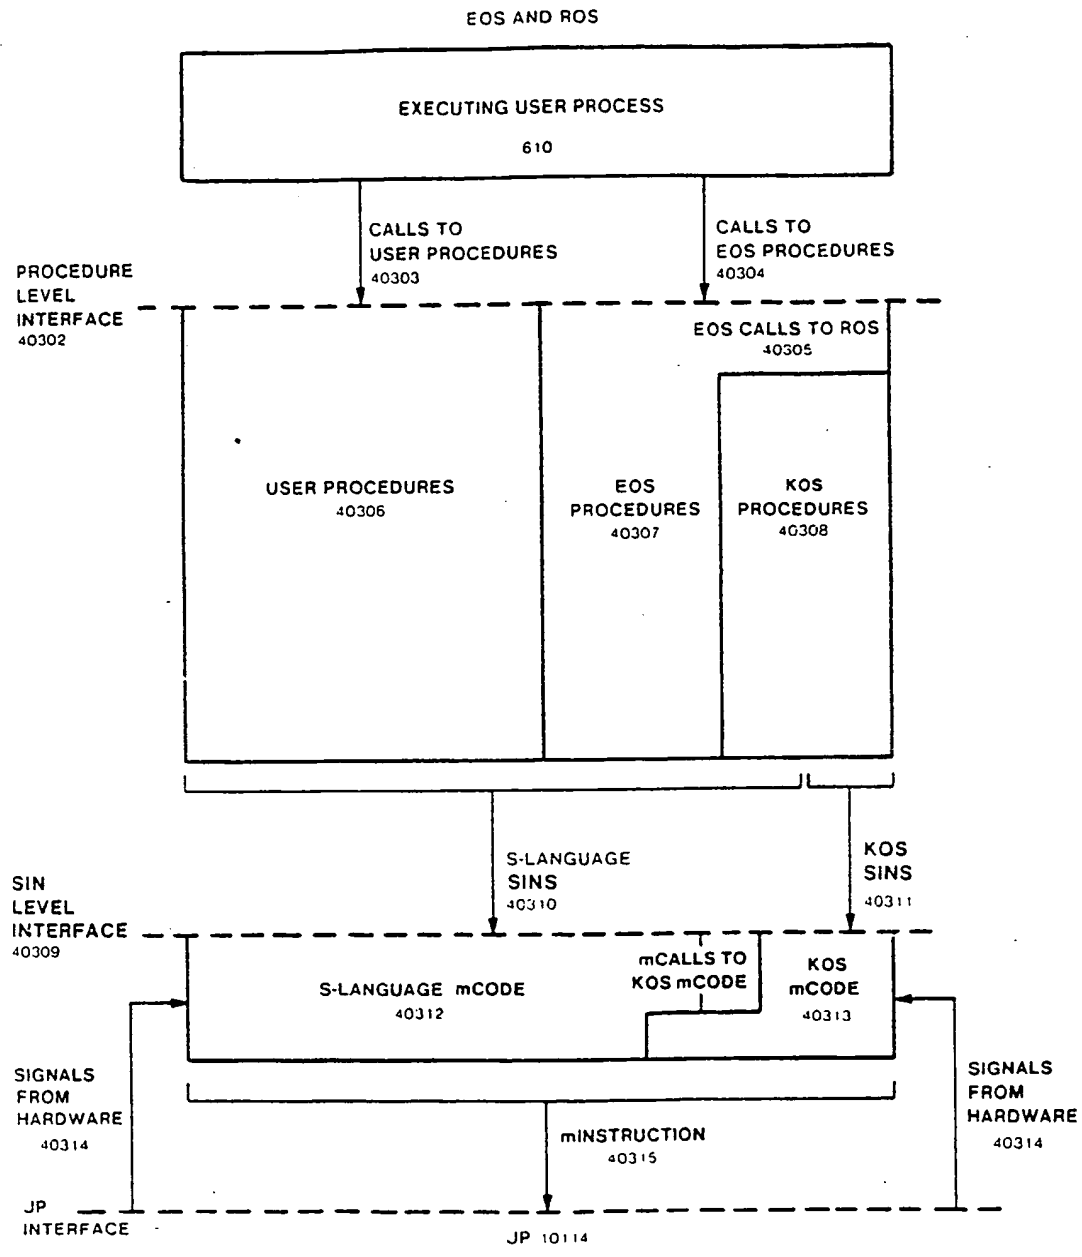 EOS AND ROS
EXECUTING USER PROCESS
610
CALLS TO
USER PROCEDURES
40303
CALLS TO
EOS PROCEDURES
40304
PROCEDURE
LEVEL
INTERFACE
40302
EOS CALLS TO ROS
40305
USER PROCEDURES
40306
EOS
PROCEDURES
40307
KOS
PROCEDURES
40308
S-LANGUAGE
SINS
40310
KOS
SINS
40311
SIN
LEVEL
INTERFACE
40309
S-LANGUAGE mCODE
40312
mCALLS TO
KOS mCODE
KOS
mCODE
40313
SIGNALS
FROM
HARDWARE
40314
mINSTRUCTION
40315
SIGNALS
FROM
HARDWARE
40314
JP
INTERFACE
JP 10114